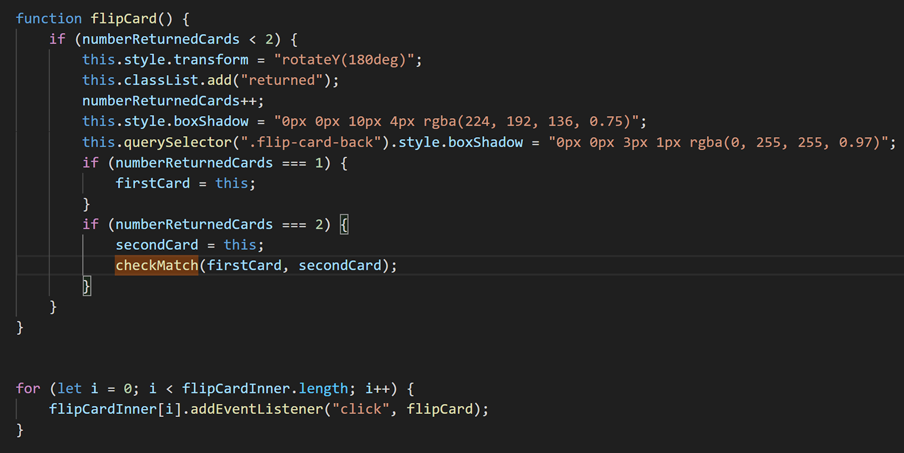 function flipCard() {
    if (numberReturnedCards < 2) {
        this.style.transform = "rotateY(180deg)";
        this.classList.add("returned");
        numberReturnedCards++;
        this.style.boxShadow = "0px 0px 10px 4px rgba(224, 192, 136, 0.75)";
        this.querySelector(".flip-card-back").style.boxShadow = "0px 0px 3px 1px rgba(0, 255, 255, 0.97)";
        if (numberReturnedCards === 1) {
            firstCard = this;
        }
        if (numberReturnedCards === 2) {
            secondCard = this;
            checkMatch(firstCard, secondCard);
        }
    }
}
for (let i = 0; i < flipCardInner.length; i++) {
    flipCardInner[i].addEventListener("click", flipCard);
}